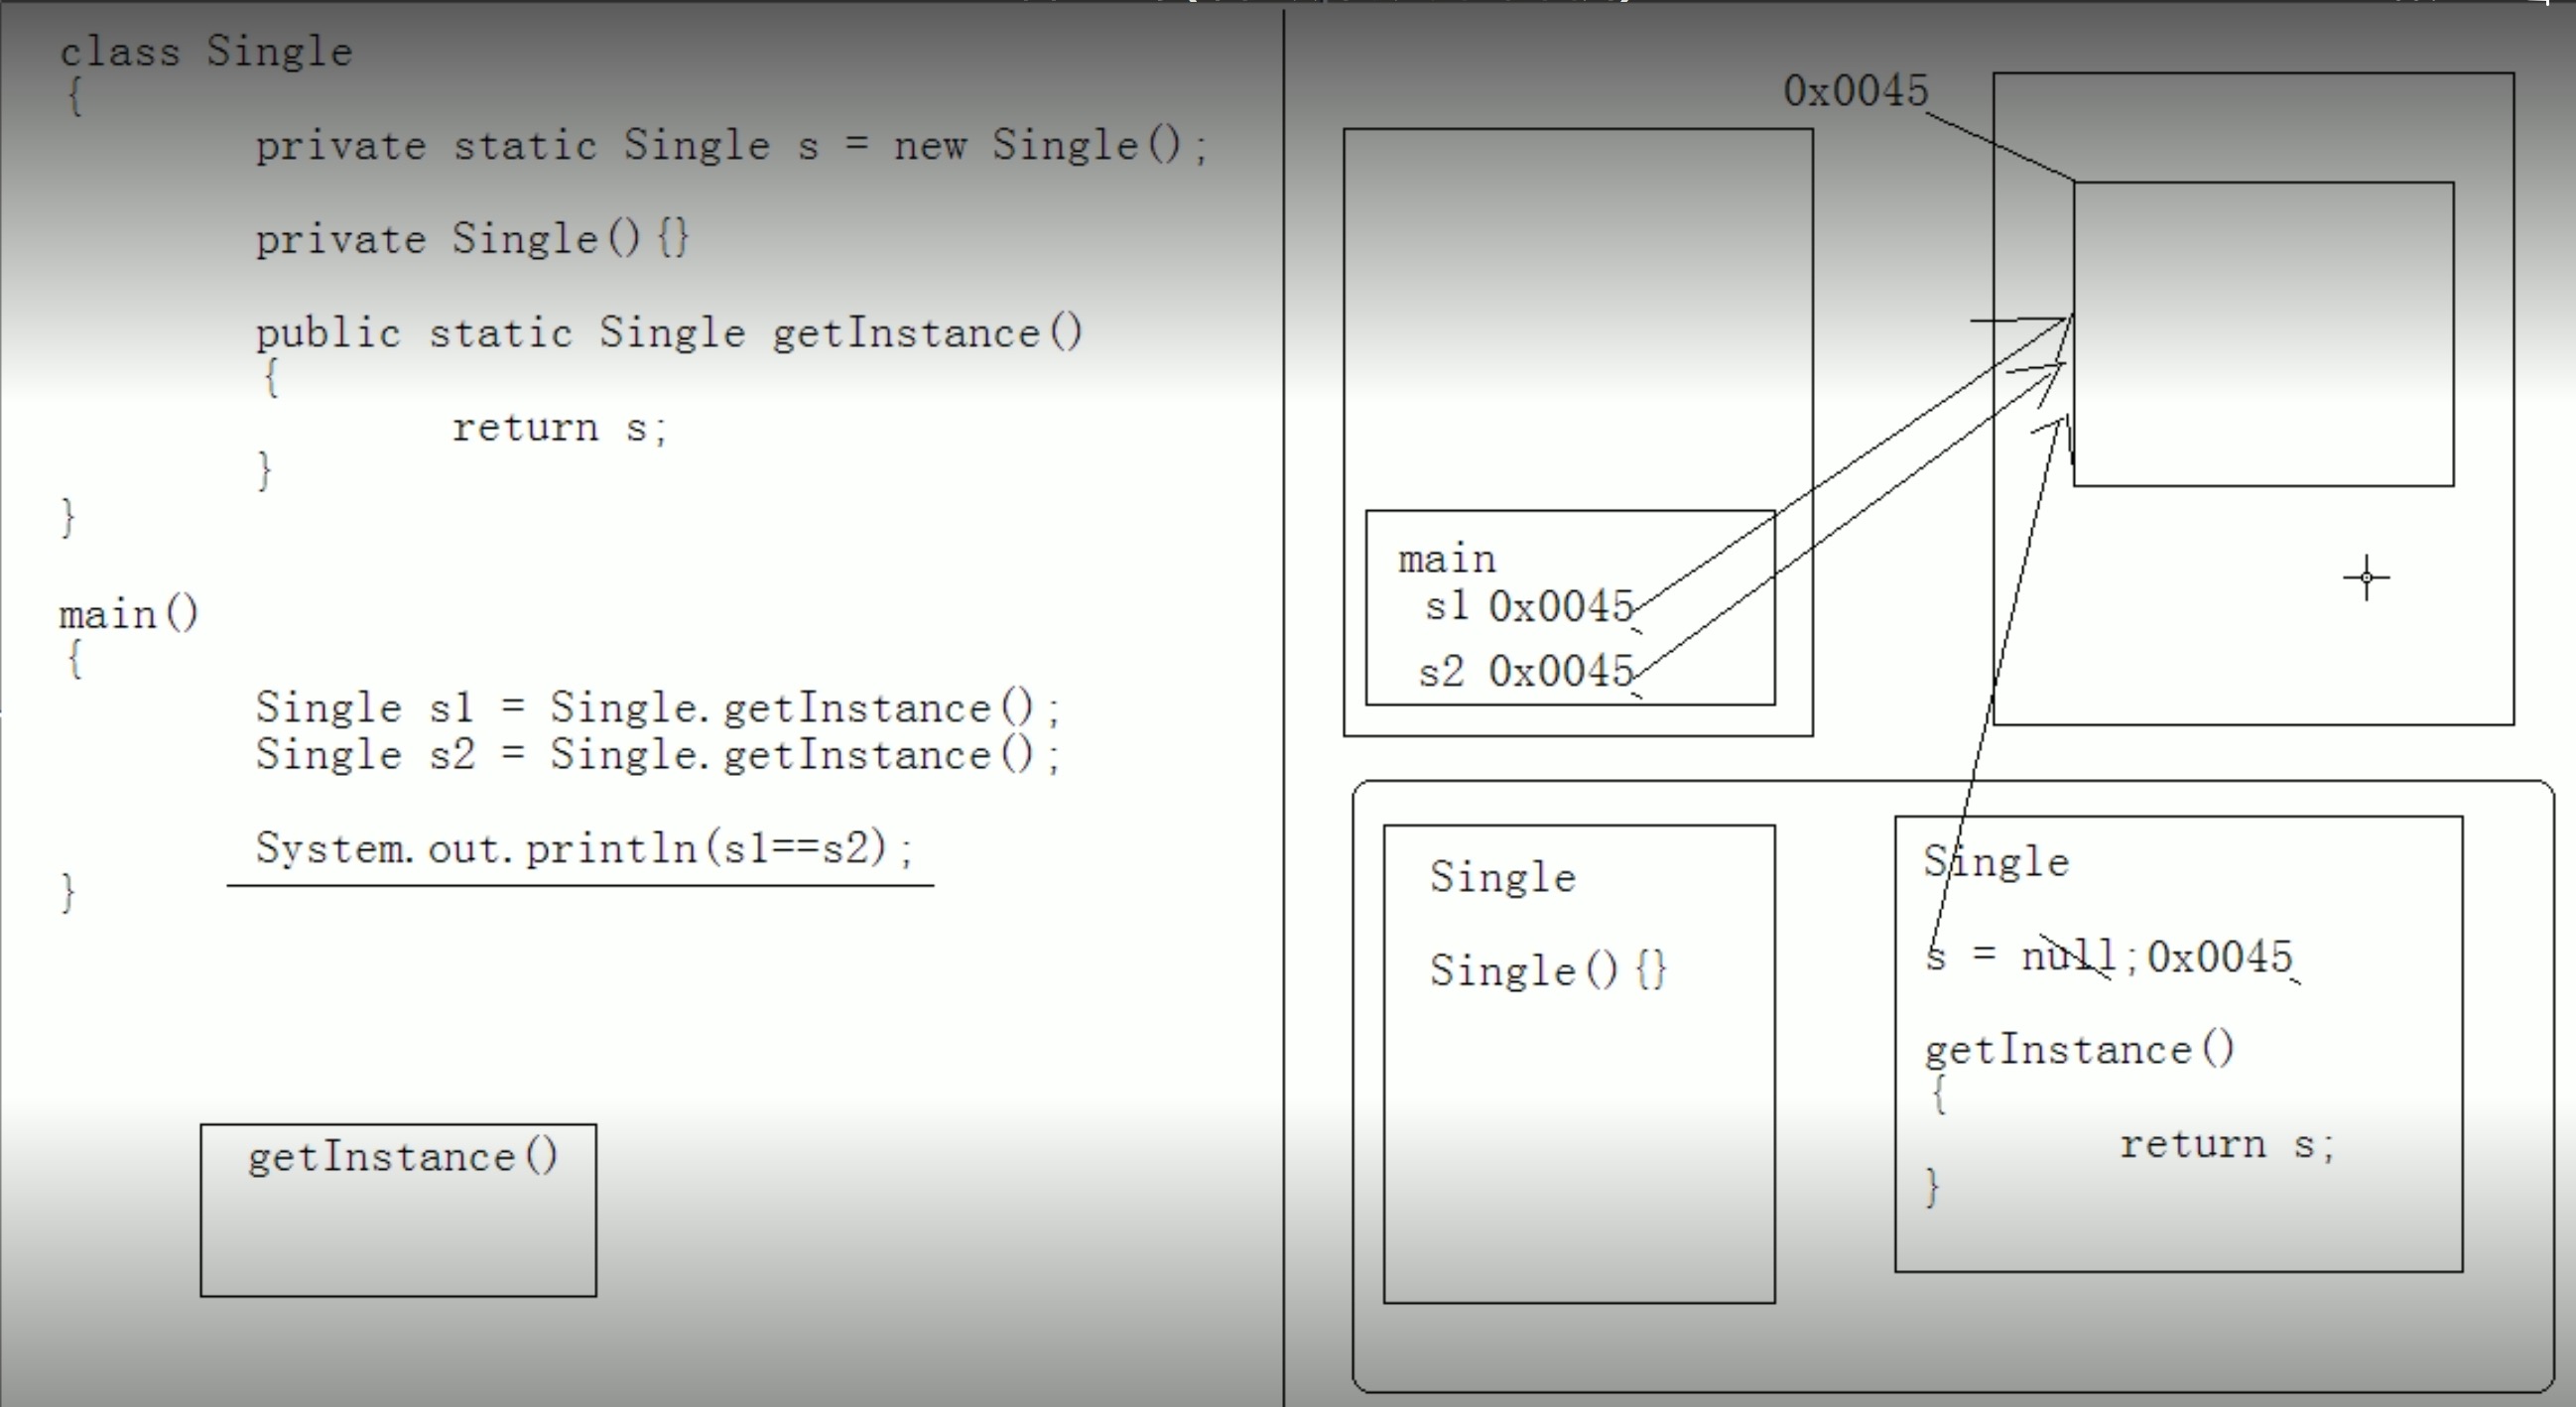 class Single
{
private static Single s = new Single();
private Single(){}
public static Single getInstance()
{
return s;
}
}
main()
{
Single s1 = Single.getInstance();
Single s2 = Single.getInstance();
System.out.println(s1==s2);
}
getInstance()
0x0045
main
s1 0x0045
s2 0x0045
Single
Single(){}
Single
s = null;0x0045
getInstance()
{
return s;
}